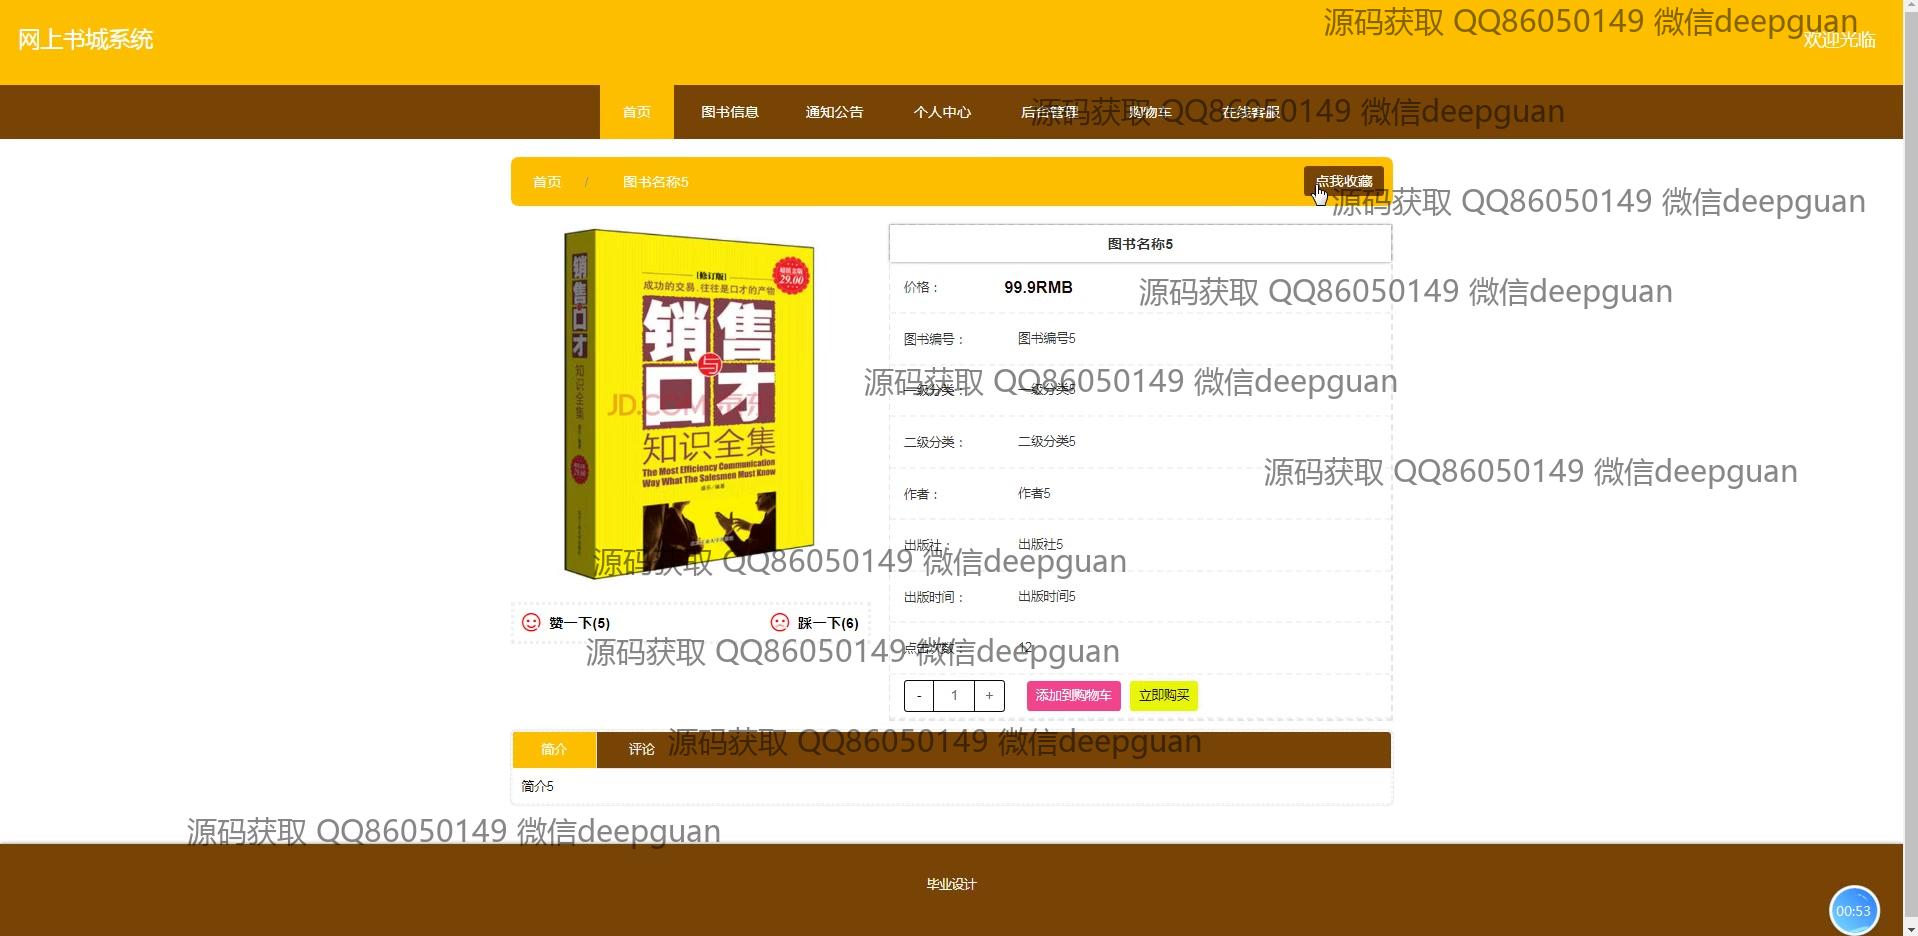 源码获取 QQ86050149 微信deepguan
网上书城系统
欢迎光临
首页 图书信息 通知公告 个人中心 后台管理 购物车 在线客服
源码获取 QQ86050149 微信deepguan
首页 / 图书名称5 点我收藏
源码获取 QQ86050149 微信deepguan
图书名称5
价格： 99.9RMB
源码获取 QQ86050149 微信deepguan
图书编号： 图书编号5
源码获取 QQ86050149 微信deepguan
一级分类： 一级分类5
二级分类： 二级分类5
源码获取 QQ86050149 微信deepguan
作者： 作者5
出版社： 出版社5
源码获取 QQ86050149 微信deepguan
出版时间： 出版时间5
点击次数： 12
[修订版]
29.00
成功的交易,往往是口才的产物
销售
与
口才
JD.COM 京东
知识全集
The Most Efficiency Communication
Way What The Salesmen Must Know
销售口才
知识全集
赞一下(5) 踩一下(6)
源码获取 QQ86050149 微信deepguan
- 1 + 添加到购物车 立即购买
简介 评论
源码获取 QQ86050149 微信deepguan
简介5
源码获取 QQ86050149 微信deepguan
毕业设计
00:53